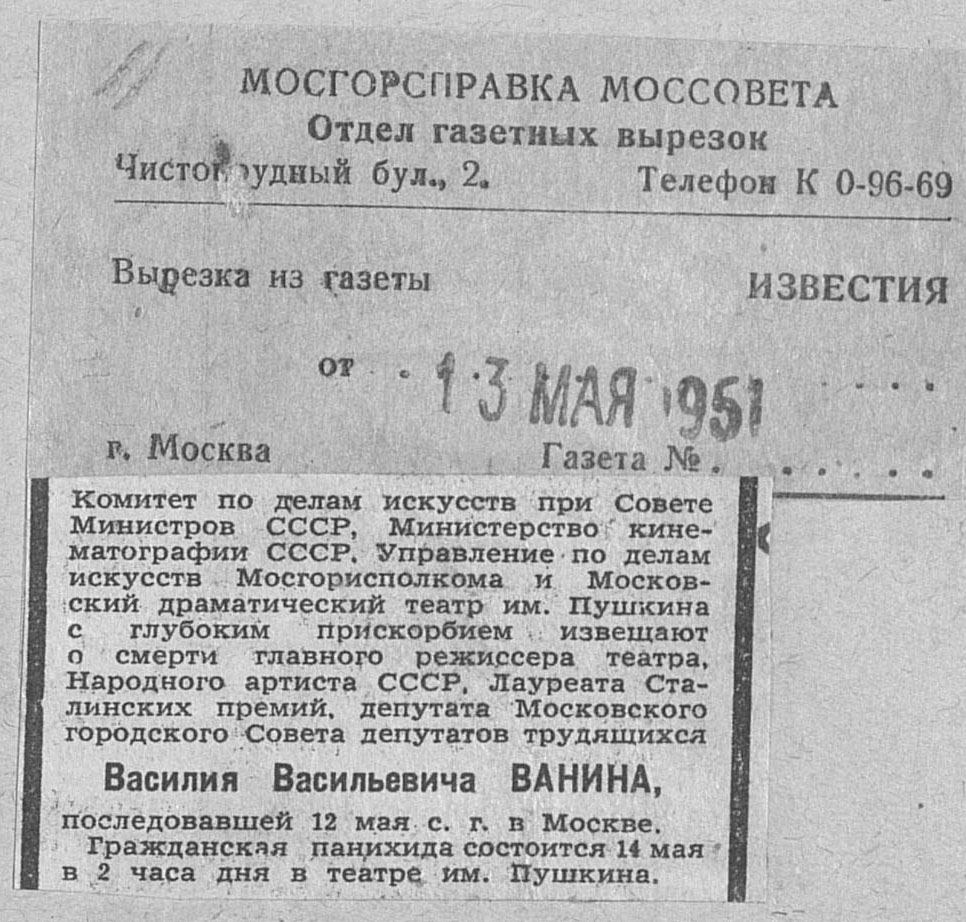 МОСГОРСПРАВКА МОССОВЕТА
Отдел газетных вырезок
Чистопрудный бул., 2. Телефон К 0-96-69
Вырезка из газеты ИЗВЕСТИЯ
от 13 МАЯ 1951
г. Москва Газета №
Комитет по делам искусств при Совете
Министров СССР, Министерство кине-
матографии СССР, Управление по делам
искусств Мосгорисполкома и Москов-
ский драматический театр им. Пушкина
с глубоким прискорбием извещают
о смерти главного режиссера театра,
Народного артиста СССР, Лауреата Ста-
линских премий, депутата Московского
городского Совета депутатов трудящихся
Василия Васильевича ВАНИНА,
последовавшей 12 мая с. г. в Москве.
Гражданская панихида состоится 14 мая
в 2 часа дня в театре им. Пушкина.